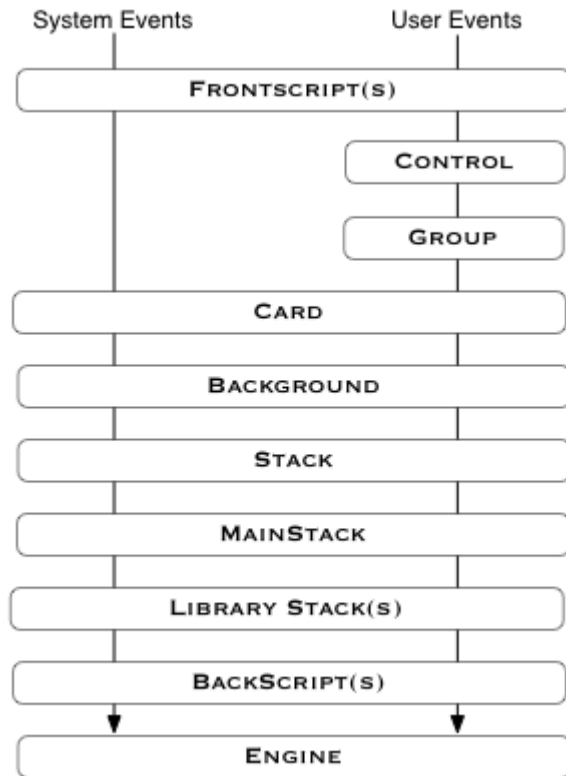 System Events
User Events
FRONTSCRIPT(S)
CONTROL
GROUP
CARD
BACKGROUND
STACK
MAINSTACK
LIBRARY STACK(S)
BACKSCRIPT(S)
ENGINE